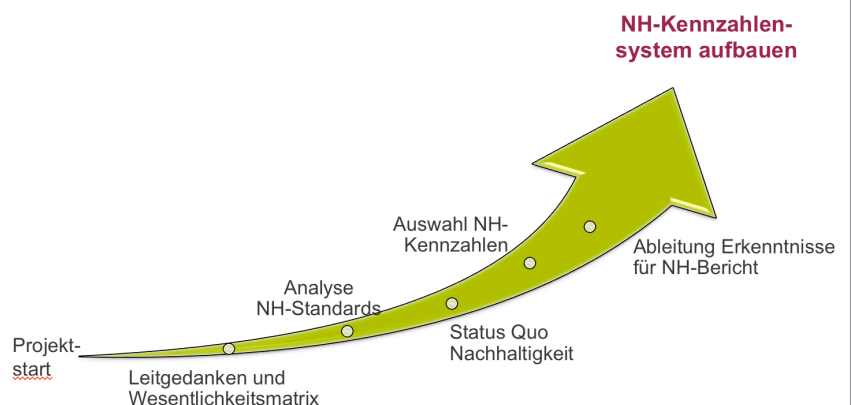 NH-Kennzahlen-
system aufbauen
Auswahl NH-
Kennzahlen
Ableitung Erkenntnisse
für NH-Bericht
Analyse
NH-Standards
Status Quo
Nachhaltigkeit
Projekt-
start
Leitgedanken und
Wesentlichkeitsmatrix